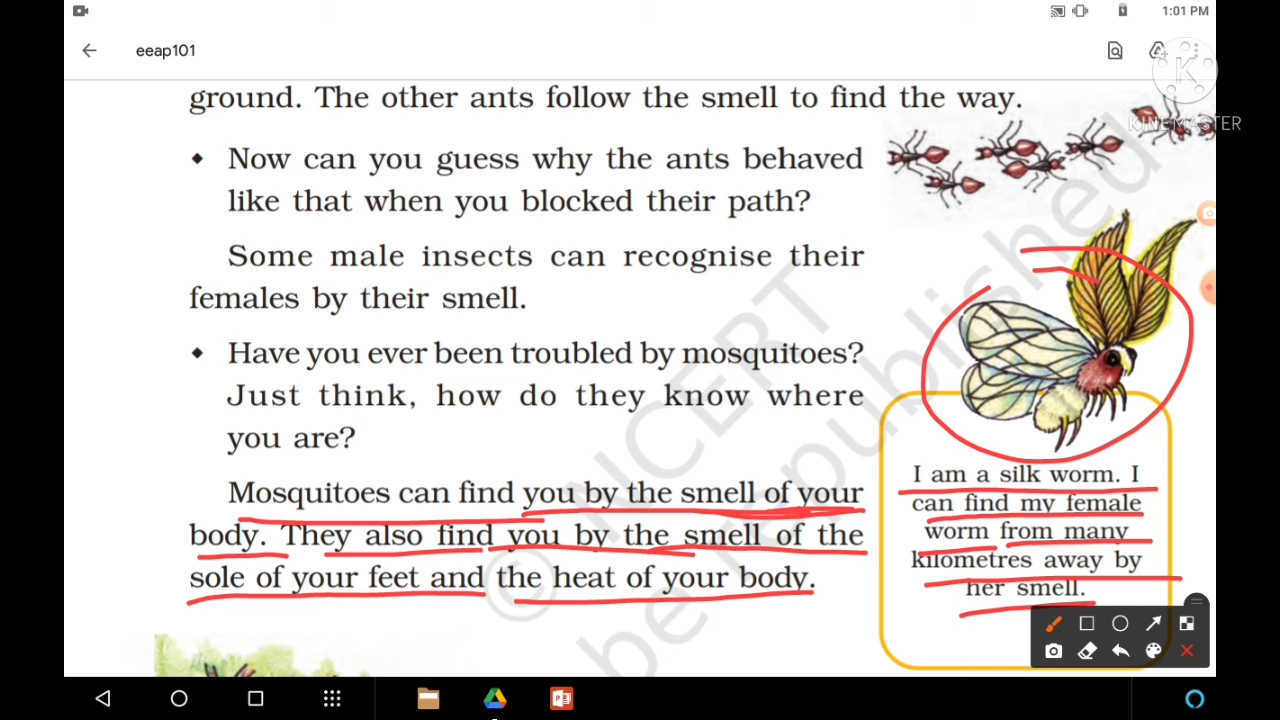 1:01 PM
eeap101
KINEMASTER
ground. The other ants follow the smell to find the way.
Now can you guess why the ants behaved
like that when you blocked their path?
Some male insects can recognise their
females by their smell.
Have you ever been troubled by mosquitoes?
Just think, how do they know where
you are?
Mosquitoes can find you by the smell of your
body. They also find you by the smell of the
sole of your feet and the heat of your body.
I am a silk worm. I
can find my female
worm from many
kilometres away by
her smell.
© NCERT
be republished